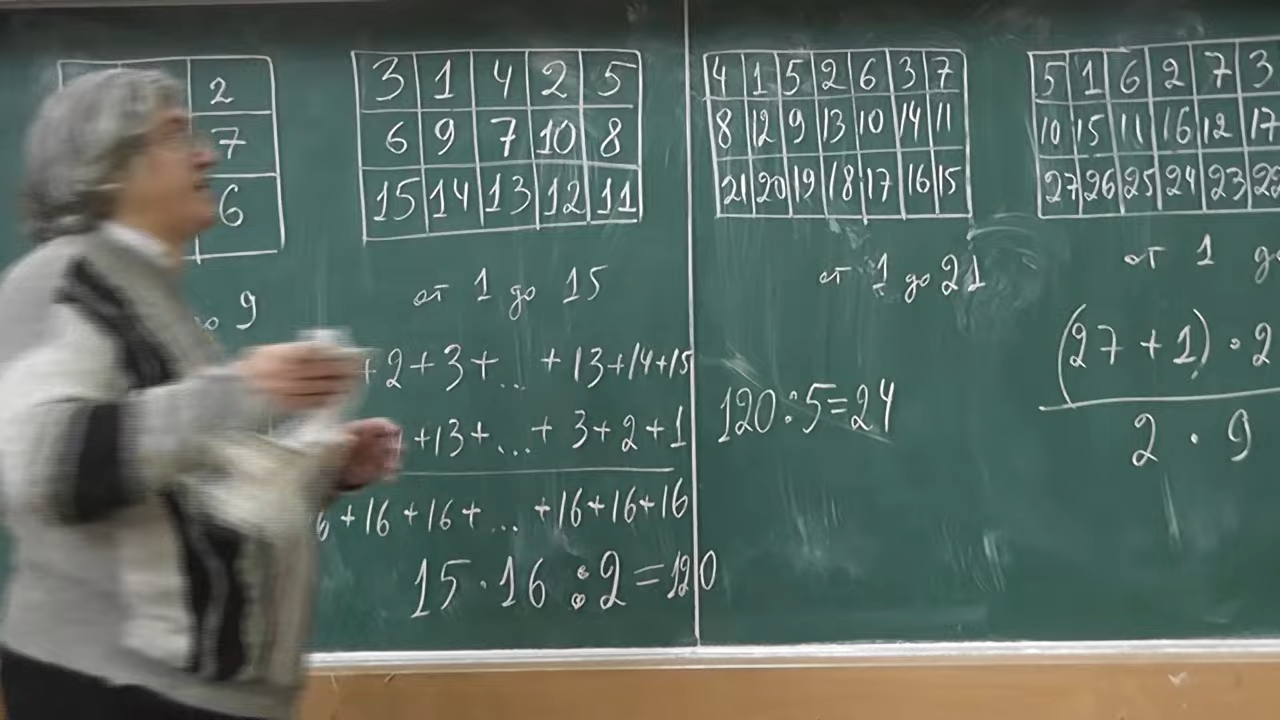 2
7
6
9
3 1 4 2 5
6 9 7 10 8
15 14 13 12 11
от 1 до 15
+2+3+... +13+14+15
+13+...+ 3+2+1
6+16+16+... +16+16+16
15·16:2=120
4 1 5 2 6 3 7
8 12 9 13 10 14 11
21 20 19 18 17 16 15
от 1 до 21
120:5=24
5 1 6 2 7 3
10 15 11 16 12 17
27 26 25 24 23 22
от 1 до
(27+1)·2
2·9